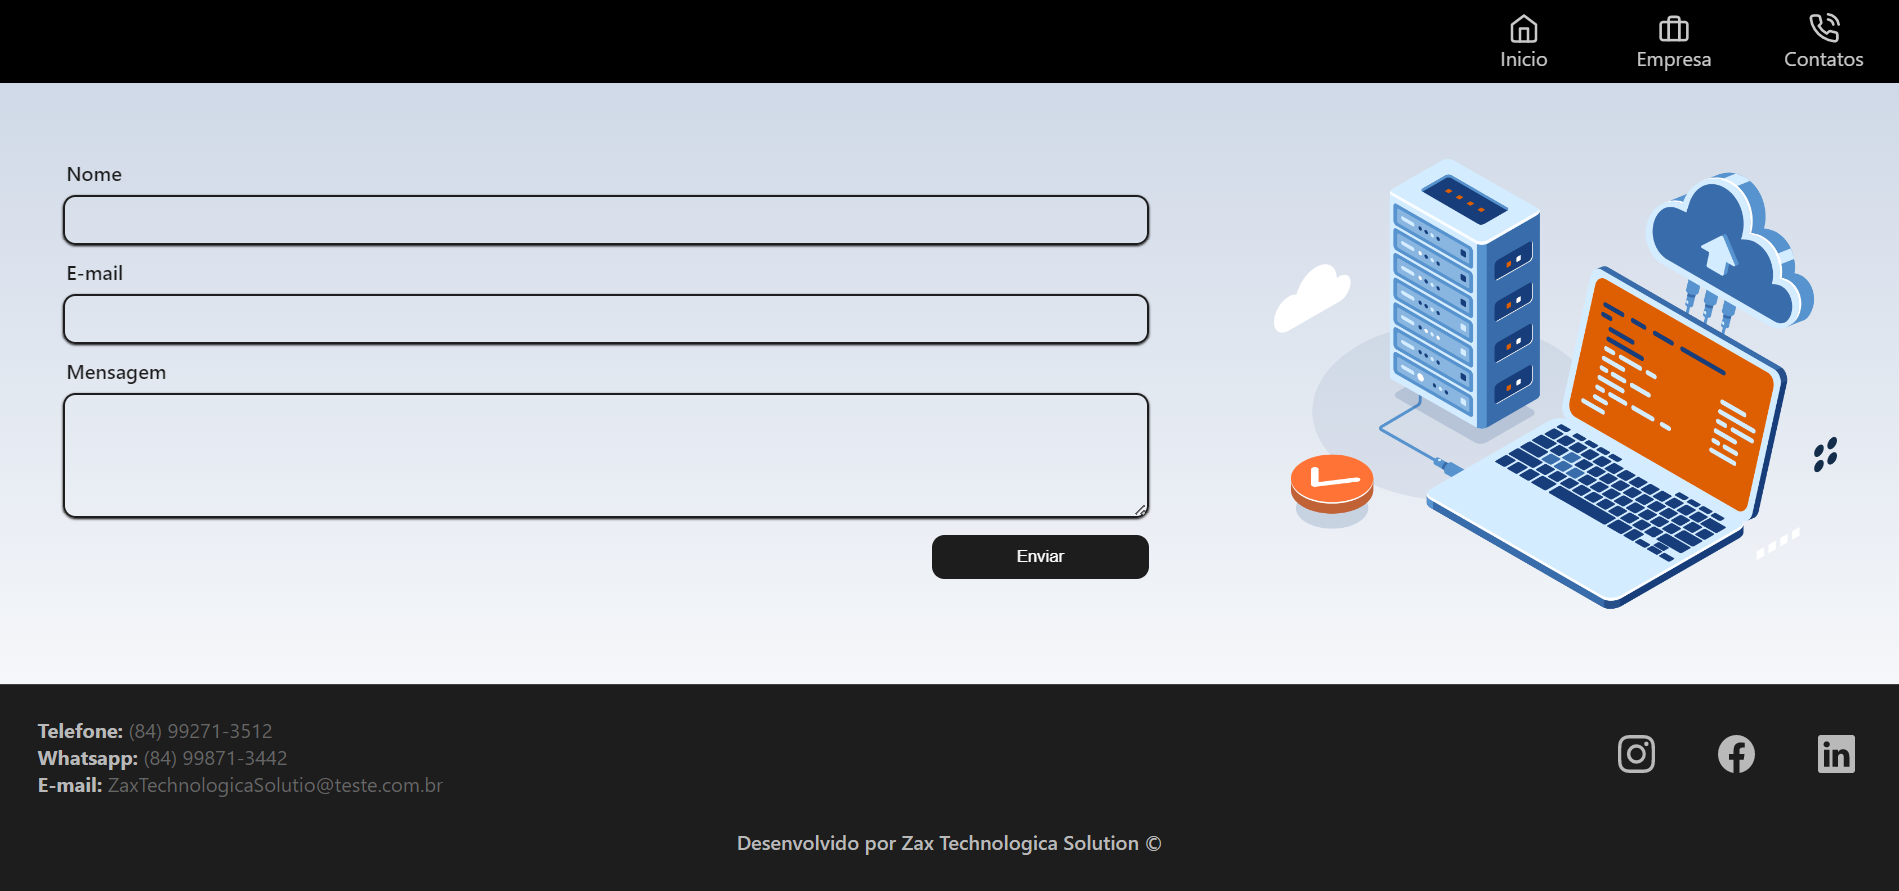 Inicio
Empresa
Contatos
Nome
E-mail
Mensagem
Enviar
Telefone: (84) 99271-3512
Whatsapp: (84) 99871-3442
E-mail: ZaxTechnologicaSolutio@teste.com.br
Desenvolvido por Zax Technologica Solution ©